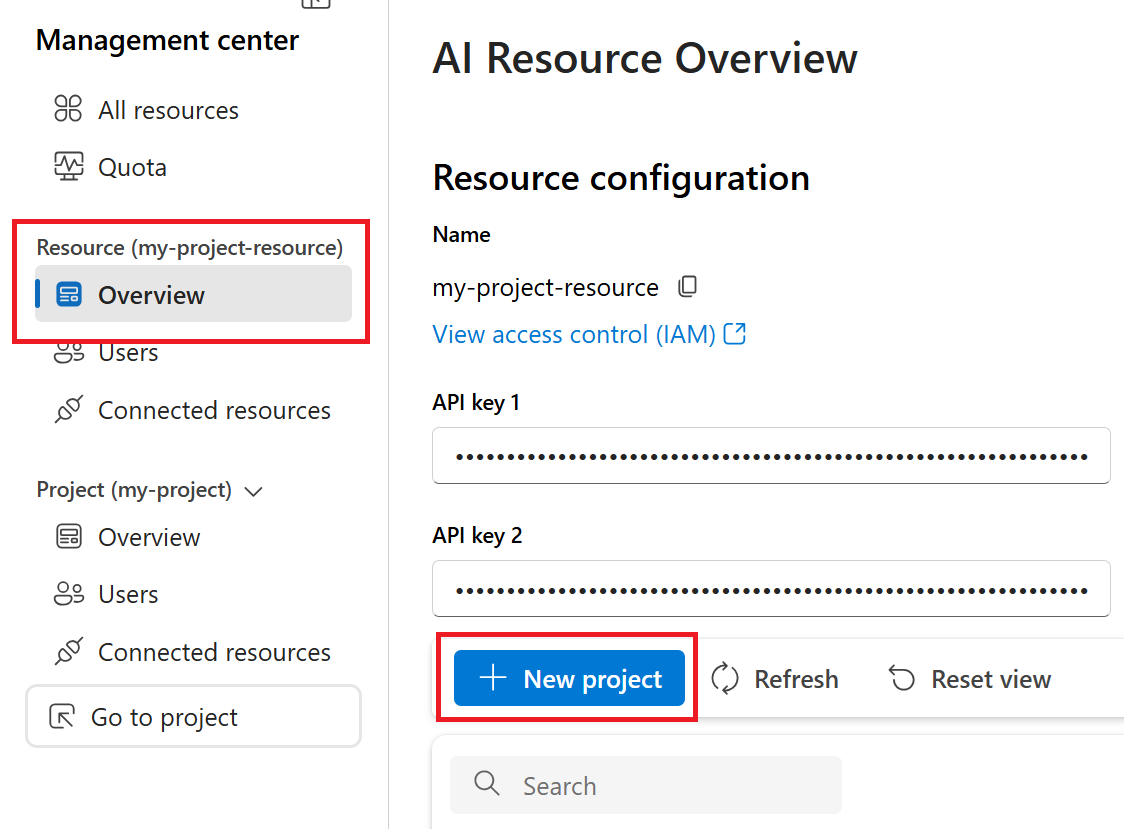 Management center
All resources
Quota
Resource (my-project-resource)
Overview
Users
Connected resources
Project (my-project)
Overview
Users
Connected resources
Go to project
AI Resource Overview
Resource configuration
Name
my-project-resource
View access control (IAM)
API key 1
••••••••••••••••••••••••••••••••••••••••••••••••••••••••••••••••
API key 2
••••••••••••••••••••••••••••••••••••••••••••••••••••••••••••••••
New project Refresh Reset view
Search